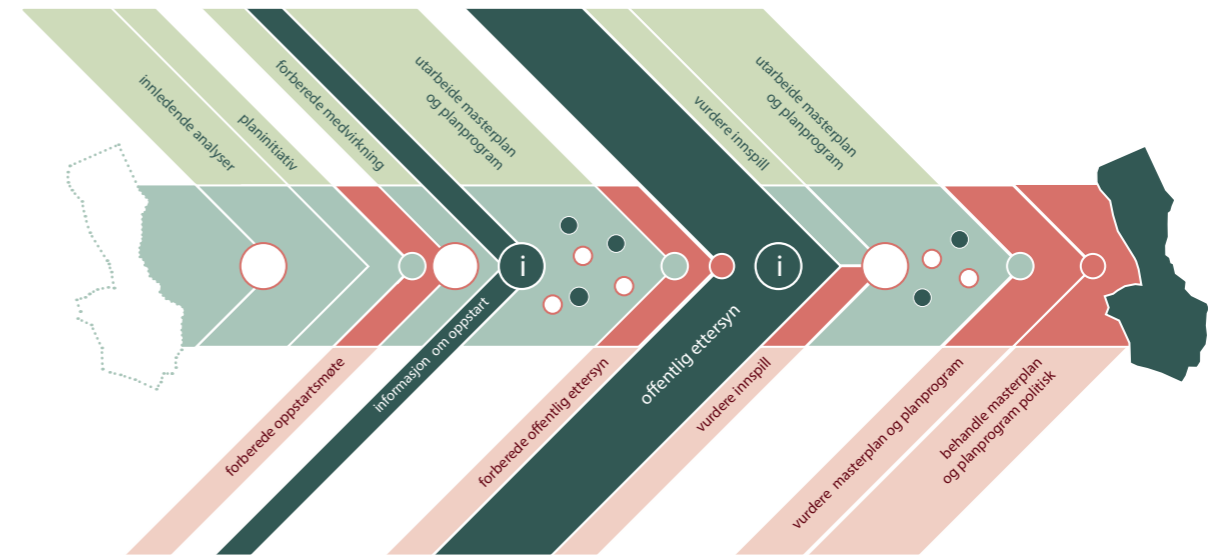 innledende analyser
planinitiativ
forberede medvirkning
utarbeide masterplan
og planprogram
vurdere innspill
utarbeide masterplan
og planprogram
i
i
forberede oppstartsmøte
informasjon om oppstart
forberede offentlig ettersyn
offentlig ettersyn
vurdere innspill
vurdere masterplan og planprogram
behandle masterplan
og planprogram politisk